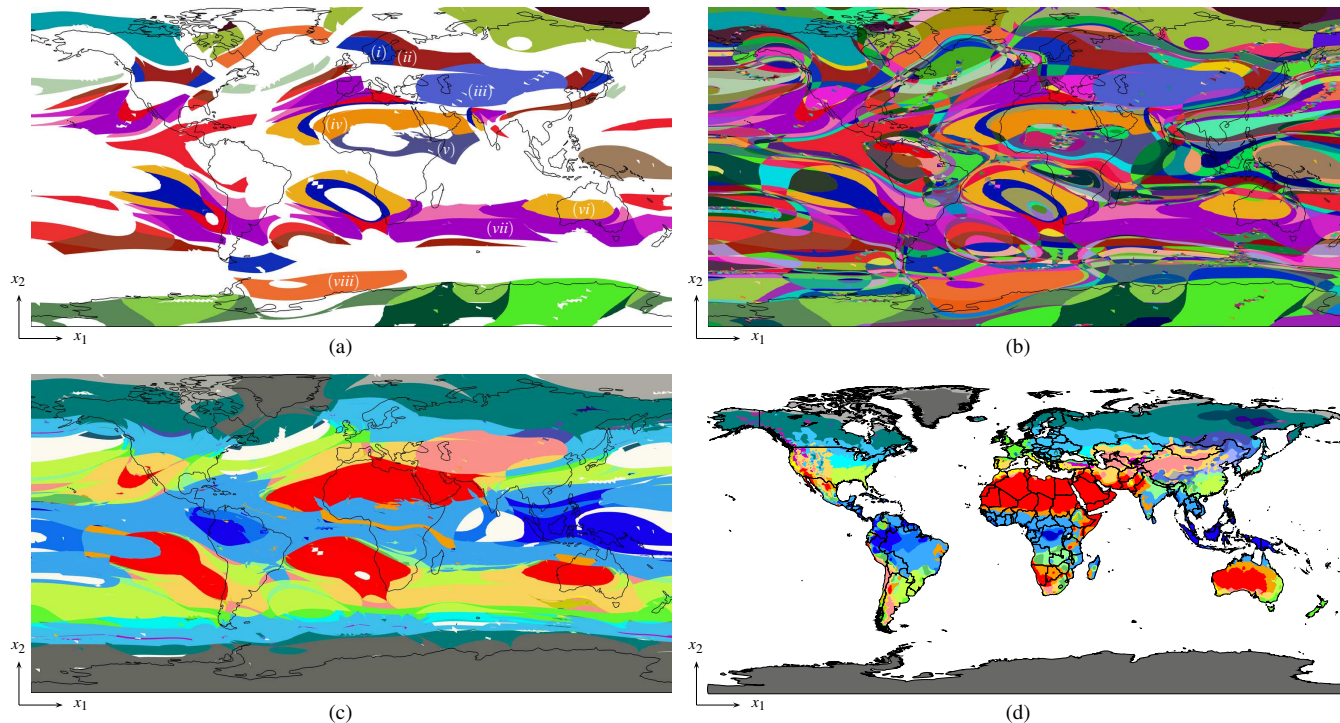 (i)
(ii)
(iii)
(iv)
(v)
(vi)
(vii)
(viii)
x2
x1
(a)
x2
x1
(b)
x2
x1
(c)
x2
x1
(d)